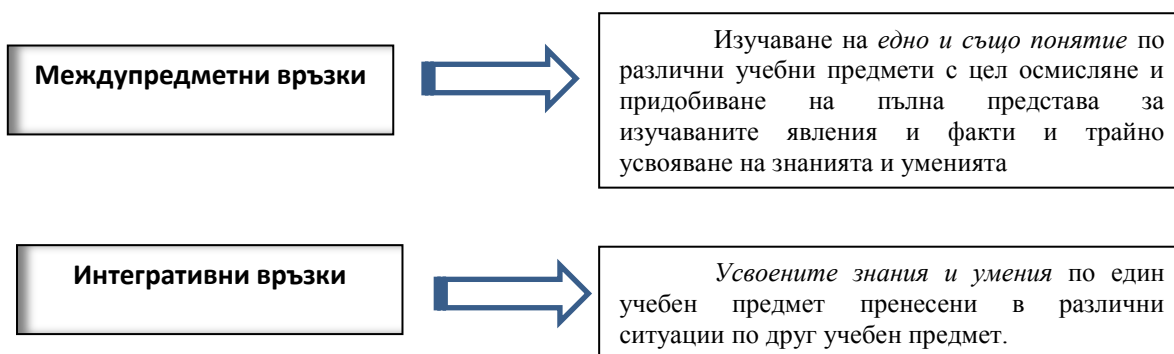 Междупредметни връзки
Изучаване на едно и също понятие по
различни учебни предмети с цел осмисляне и
придобиване на пълна представа за
изучаваните явления и факти и трайно
усвояване на знанията и уменията
Интегративни връзки
Усвоените знания и умения по един
учебен предмет пренесени в различни
ситуации по друг учебен предмет.